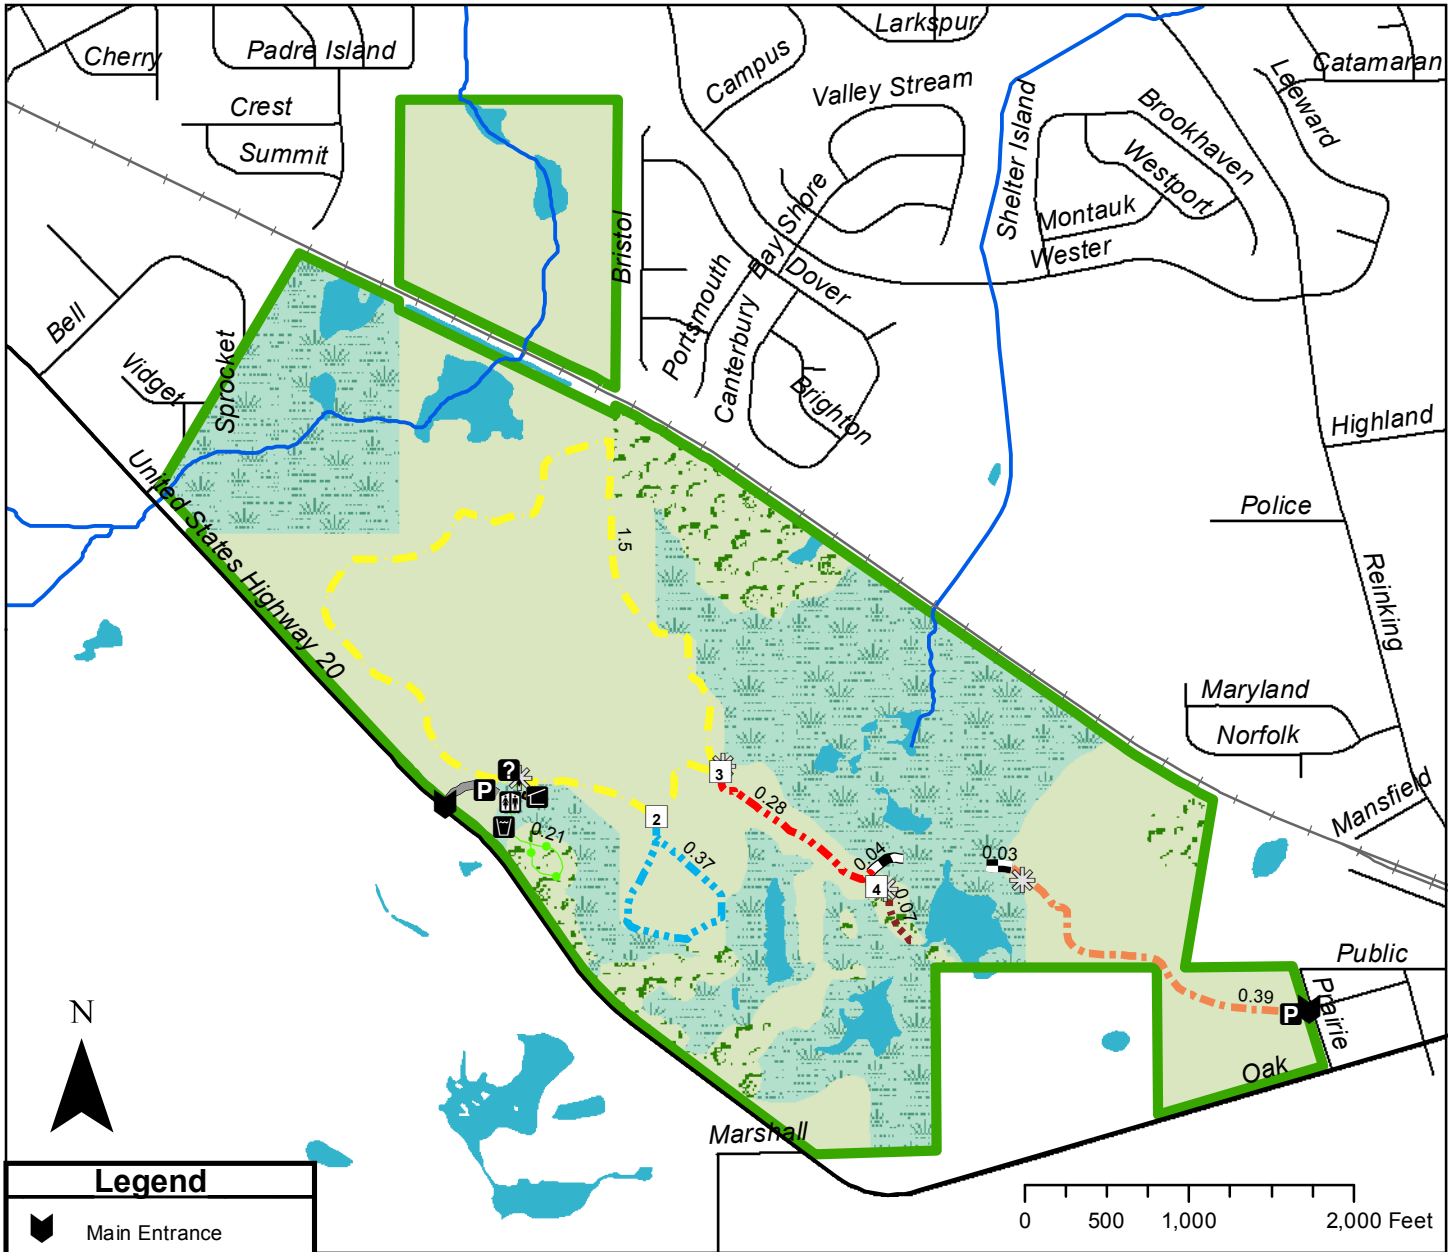 Larkspur
Cherry
Padre Island
Campus
Catamaran
Valley Stream
Leeward
Crest
Shelter Island
Brookhaven
Summit
Westport
Bay Shore
Montauk
Bristol
Wester
Portsmouth
Dover
Bell
Canterbury
Sprocket
Vidget
Brighton
Highland
United States Highway 20
Police
1.5
Reinking
Maryland
Norfolk
?
3
P
0.28
Mansfield
2
0.21
0.37
0.04
0.03
4
0.07
Public
0.39
P
Prairie
N
Oak
Marshall
Legend
Main Entrance
0 500 1,000 2,000 Feet